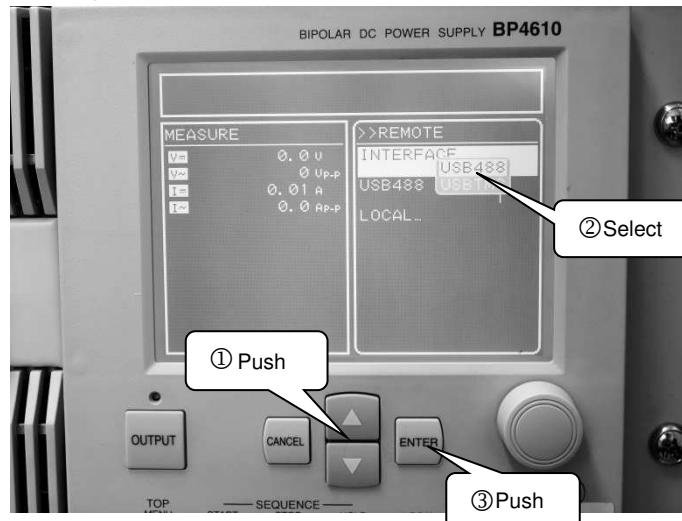 BIPOLAR DC POWER SUPPLY BP4610
MEASURE
V= 0.0 V
V~ 0 Vp-p
I= 0.01 A
I~ 0.0 Ap-p
>>REMOTE
INTERFACE
USB488
USB488
LOCAL…
②Select
① Push
OUTPUT
CANCEL
ENTER
③Push
TOP
SEQUENCE